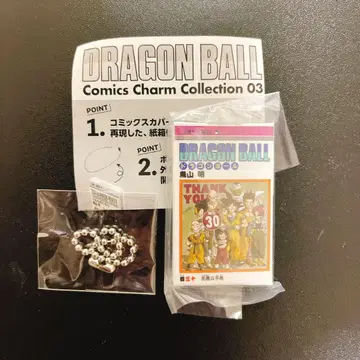 DRAGON BALL
Comics Charm Collection 03
POINT
1. コミックスカバー
再現した、紙箱
POINT
2.
DRAGON BALL
ドラゴンボール
鳥山 明
THANK
YOU
30